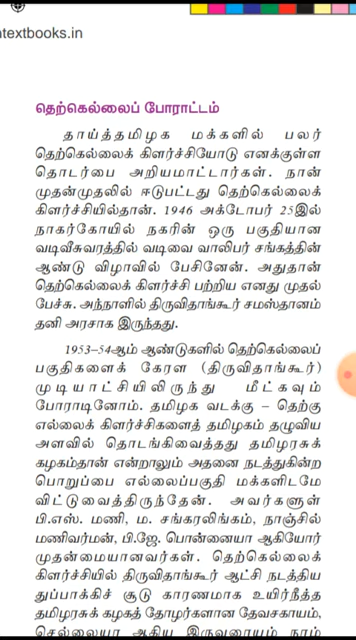 ntextbooks.in
தெற்கெல்லைப் போராட்டம்
தாய்த்தமிழக மக்களில் பலர்
தெற்கெல்லைக் கிளர்ச்சியோடு எனக்குள்ள
தொடர்பை அறியமாட்டார்கள். நான்
முதன்முதலில் ஈடுபட்டது தெற்கெல்லைக்
கிளர்ச்சியில்தான். 1946 அக்டோபர் 25இல்
நாகர்கோயில் நகரின் ஒரு பகுதியான
வடிவீசுவரத்தில் வடிவை வாலிபர் சங்கத்தின்
ஆண்டு விழாவில் பேசினேன். அதுதான்
தெற்கெல்லைக் கிளர்ச்சி பற்றிய எனது முதல்
பேச்சு. அந்நாளில் திருவிதாங்கூர் சமஸ்தானம்
தனி அரசாக இருந்தது.
1953–54ஆம் ஆண்டுகளில் தெற்கெல்லைப்
பகுதிகளைக் கேரள (திருவிதாங்கூர்)
முடியாட்சியிலிருந்து மீட்கவும்
போராடினோம். தமிழக வடக்கு – தெற்கு
எல்லைக் கிளர்ச்சிகளைத் தமிழகம் தழுவிய
அளவில் தொடங்கிவைத்தது தமிழரசுக்
கழகம்தான் என்றாலும் அதனை நடத்துகின்ற
பொறுப்பை எல்லைப்பகுதி மக்களிடமே
விட்டுவைத்திருந்தேன். அவர்களுள்
பி.எஸ். மணி, ம. சங்கரலிங்கம், நாஞ்சில்
மணிவர்மன், பி.ஜே. பொன்னையா ஆகியோர்
முதன்மையானவர்கள். தெற்கெல்லைக்
கிளர்ச்சியில் திருவிதாங்கூர் ஆட்சி நடத்திய
துப்பாக்கிச் சூடு காரணமாக உயிர்நீத்த
தமிழரசுக் கழகத் தோழர்களான தேவசகாயம்,
செல்லையா ஆகிய இருவரையும் நாம்